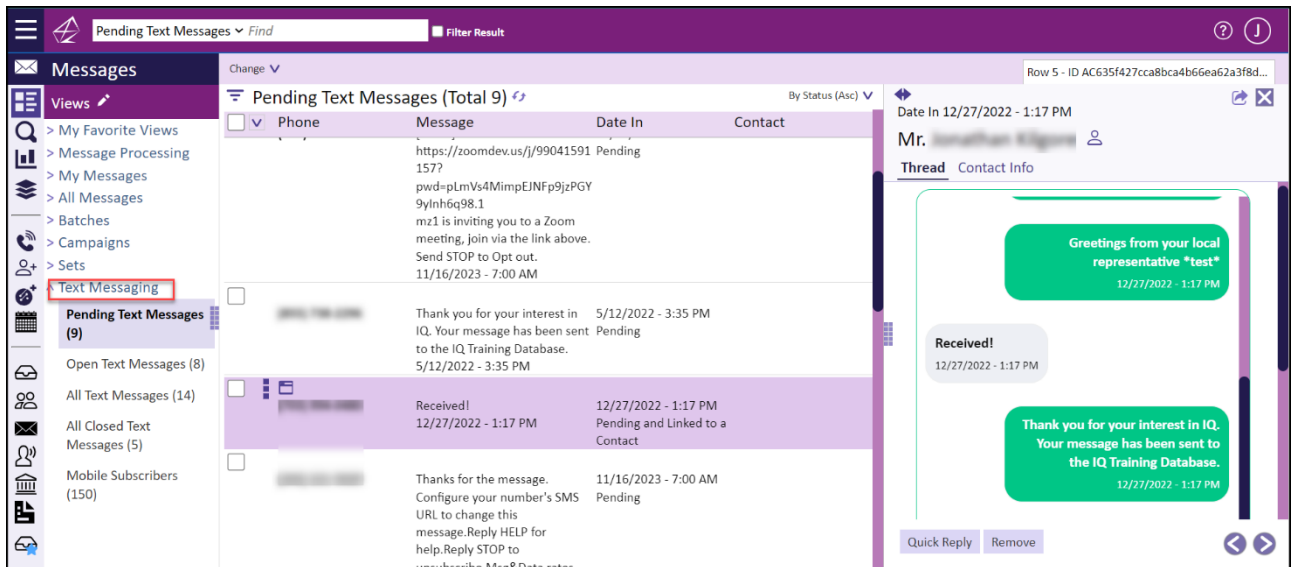 Pending Text Messages Find Filter Result ? J
Messages
Change
Row 5 - ID AC635f427cca8bca4b66ea62a3f8d...
Views
> My Favorite Views
> Message Processing
> My Messages
> All Messages
> Batches
> Campaigns
> Sets
Text Messaging
Pending Text Messages
(9)
Open Text Messages (8)
All Text Messages (14)
All Closed Text
Messages (5)
Mobile Subscribers
(150)
Pending Text Messages (Total 9)
By Status (Asc)
Phone Message Date In Contact
https://zoomdev.us/j/99041591 Pending
157?
pwd=pLmVs4MimpEJNFp9jzPGY
9yInh6q98.1
mz1 is inviting you to a Zoom
meeting, join via the link above.
Send STOP to Opt out.
11/16/2023 - 7:00 AM
Thank you for your interest in 5/12/2022 - 3:35 PM
IQ. Your message has been sent Pending
to the IQ Training Database.
5/12/2022 - 3:35 PM
Received! 12/27/2022 - 1:17 PM
12/27/2022 - 1:17 PM Pending and Linked to a
Contact
Thanks for the message. 11/16/2023 - 7:00 AM
Configure your number's SMS Pending
URL to change this
message.Reply HELP for
help.Reply STOP to
Date In 12/27/2022 - 1:17 PM
Mr.
Thread Contact Info
Greetings from your local
representative *test*
12/27/2022 - 1:17 PM
Received!
12/27/2022 - 1:17 PM
Thank you for your interest in IQ.
Your message has been sent to
the IQ Training Database.
12/27/2022 - 1:17 PM
Quick Reply Remove